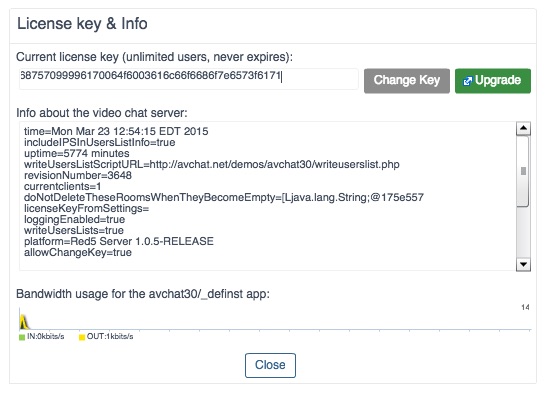 License key & Info
Current license key (unlimited users, never expires):
68757099996170064f6003616c66f6686f7e6573f6171
Change Key
Upgrade
Info about the video chat server:
time=Mon Mar 23 12:54:15 EDT 2015
includeIPSInUsersListInfo=true
uptime=5774 minutes
writeUsersListScriptURL=http://avchat.net/demos/avchat30/writeuserslist.php
revisionNumber=3648
currentclients=1
doNotDeleteTheseRoomsWhenTheyBecomeEmpty=[Ljava.lang.String;@175e557
licenseKeyFromSettings=
loggingEnabled=true
writeUsersLists=true
platform=Red5 Server 1.0.5-RELEASE
allowChangeKey=true
Bandwidth usage for the avchat30/_definst app:
14
IN:0kbits/s OUT:1kbits/s
Close